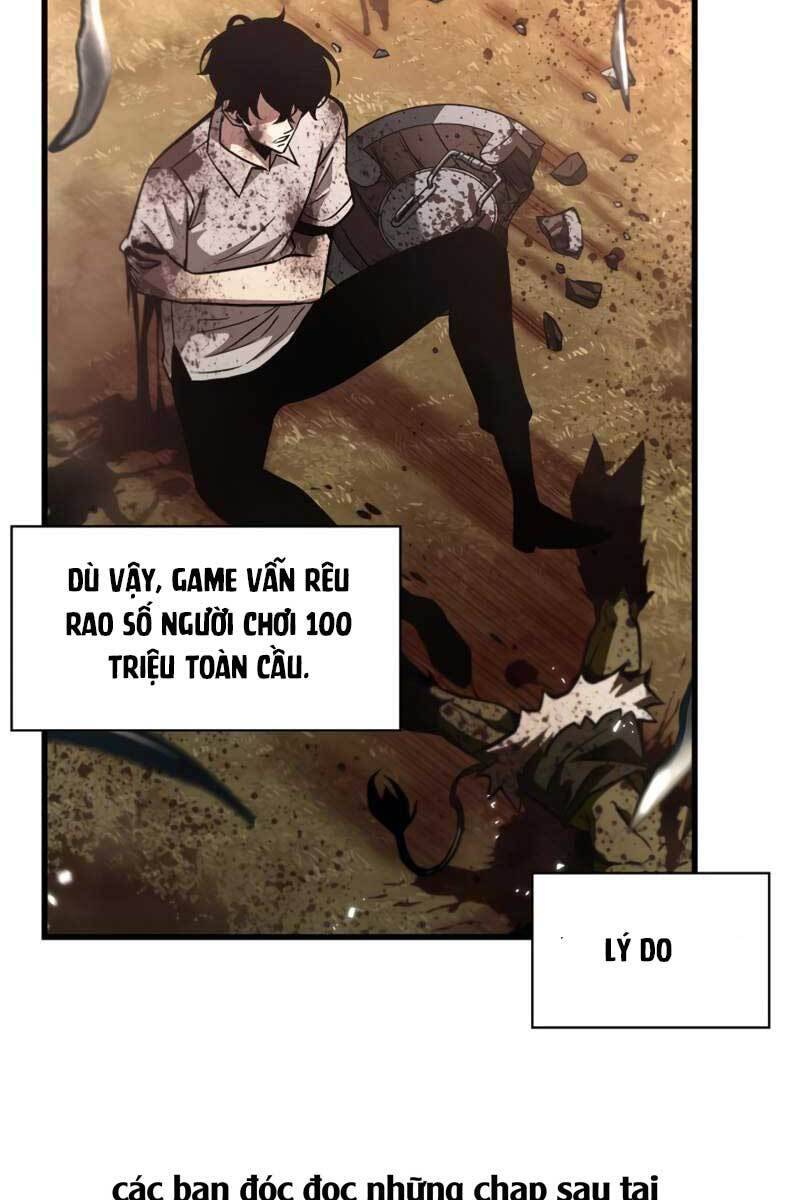 DÙ VẬY, GAME VẪN RÊU
RAO SỐ NGƯỜI CHƠI 100
TRIỆU TOÀN CẦU.
LÝ DO
các bạn đóc đọc những chap sau tại